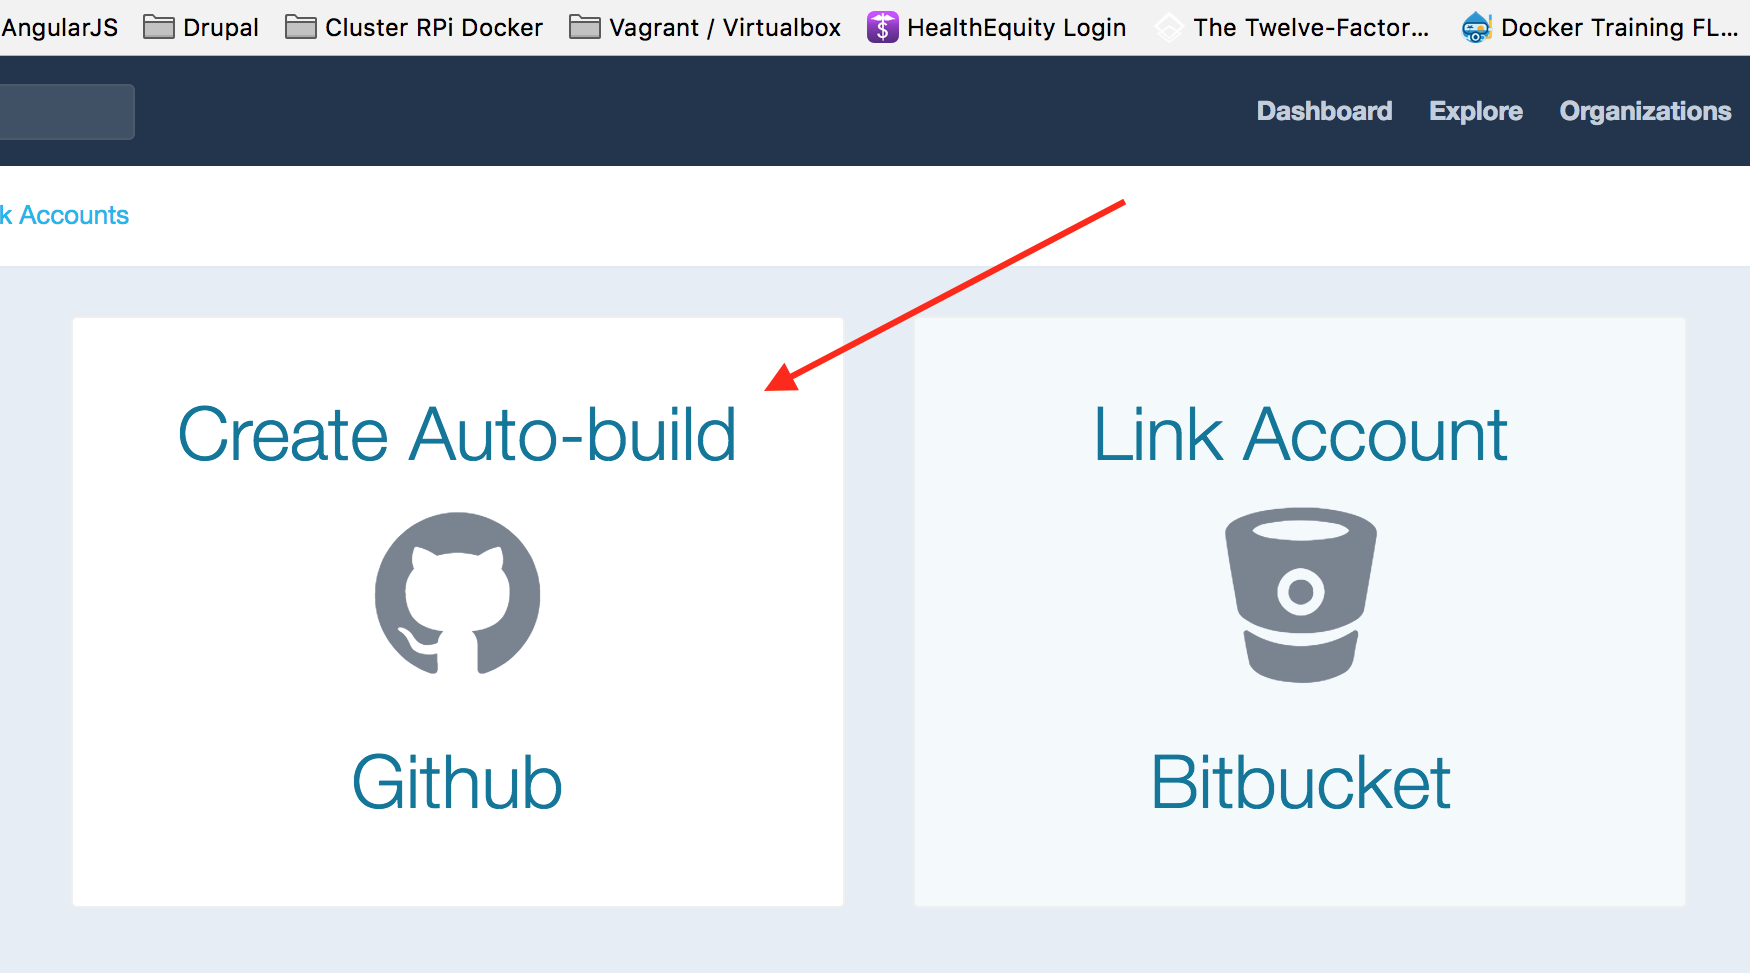 AngularJS Drupal Cluster RPi Docker Vagrant / Virtualbox HealthEquity Login The Twelve-Factor... Docker Training FL...
Dashboard Explore Organizations
k Accounts
Create Auto-build
Github
Link Account
Bitbucket